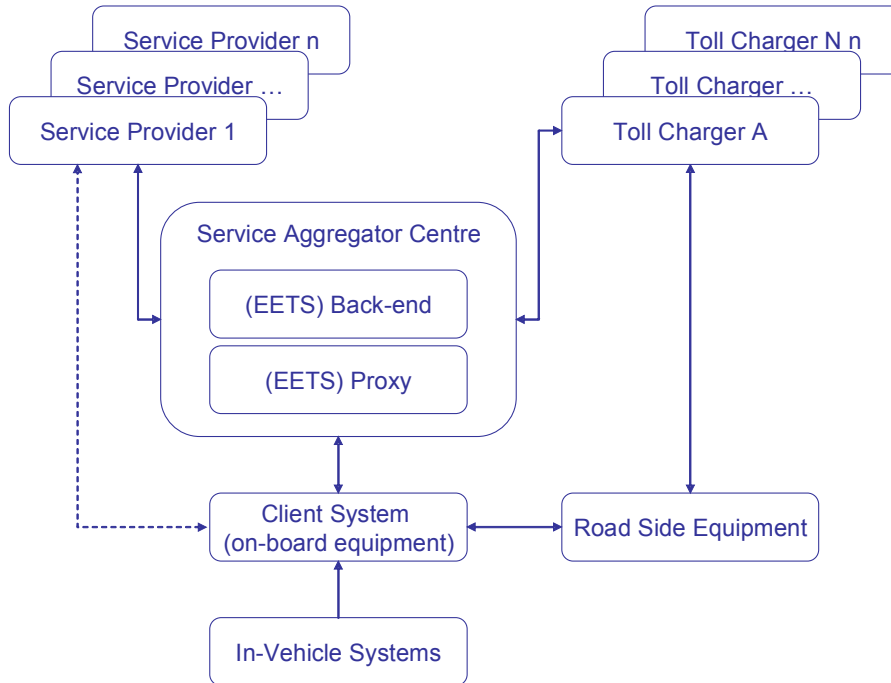 Service Provider n
Service Provider …
Service Provider 1
Toll Charger N n
Toll Charger …
Toll Charger A
Service Aggregator Centre
(EETS) Back-end
(EETS) Proxy
Client System
(on-board equipment)
Road Side Equipment
In-Vehicle Systems